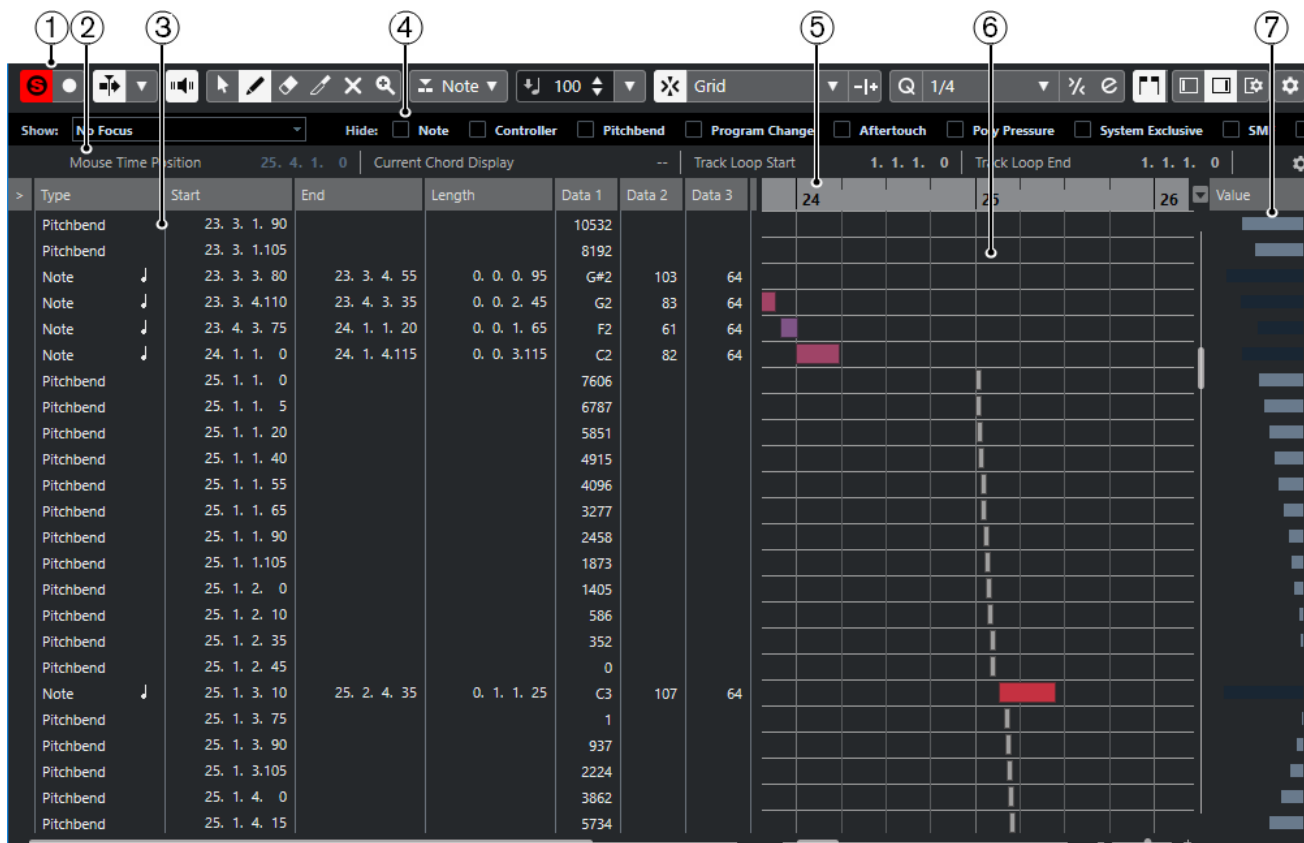 1 2 3 4 5 6 7
S Note 100 Grid Q 1/4
Show: No Focus Hide: Note Controller Pitchbend Program Change Aftertouch Poly Pressure System Exclusive SM
Mouse Time Position 25. 4. 1. 0 Current Chord Display -- Track Loop Start 1. 1. 1. 0 Track Loop End 1. 1. 1. 0
> Type Start End Length Data 1 Data 2 Data 3 24 25 26 Value
Pitchbend 23. 3. 1. 90 10532
Pitchbend 23. 3. 1.105 8192
Note 23. 3. 3. 80 23. 3. 4. 55 0. 0. 0. 95 G#2 103 64
Note 23. 3. 4.110 23. 4. 3. 35 0. 0. 2. 45 G2 83 64
Note 23. 4. 3. 75 24. 1. 1. 20 0. 0. 1. 65 F2 61 64
Note 24. 1. 1. 0 24. 1. 4.115 0. 0. 3.115 C2 82 64
Pitchbend 25. 1. 1. 0 7606
Pitchbend 25. 1. 1. 5 6787
Pitchbend 25. 1. 1. 20 5851
Pitchbend 25. 1. 1. 40 4915
Pitchbend 25. 1. 1. 55 4096
Pitchbend 25. 1. 1. 65 3277
Pitchbend 25. 1. 1. 90 2458
Pitchbend 25. 1. 1.105 1873
Pitchbend 25. 1. 2. 0 1405
Pitchbend 25. 1. 2. 10 586
Pitchbend 25. 1. 2. 35 352
Pitchbend 25. 1. 2. 45 0
Note 25. 1. 3. 10 25. 2. 4. 35 0. 1. 1. 25 C3 107 64
Pitchbend 25. 1. 3. 75 1
Pitchbend 25. 1. 3. 90 937
Pitchbend 25. 1. 3.105 2224
Pitchbend 25. 1. 4. 0 3862
Pitchbend 25. 1. 4. 15 5734